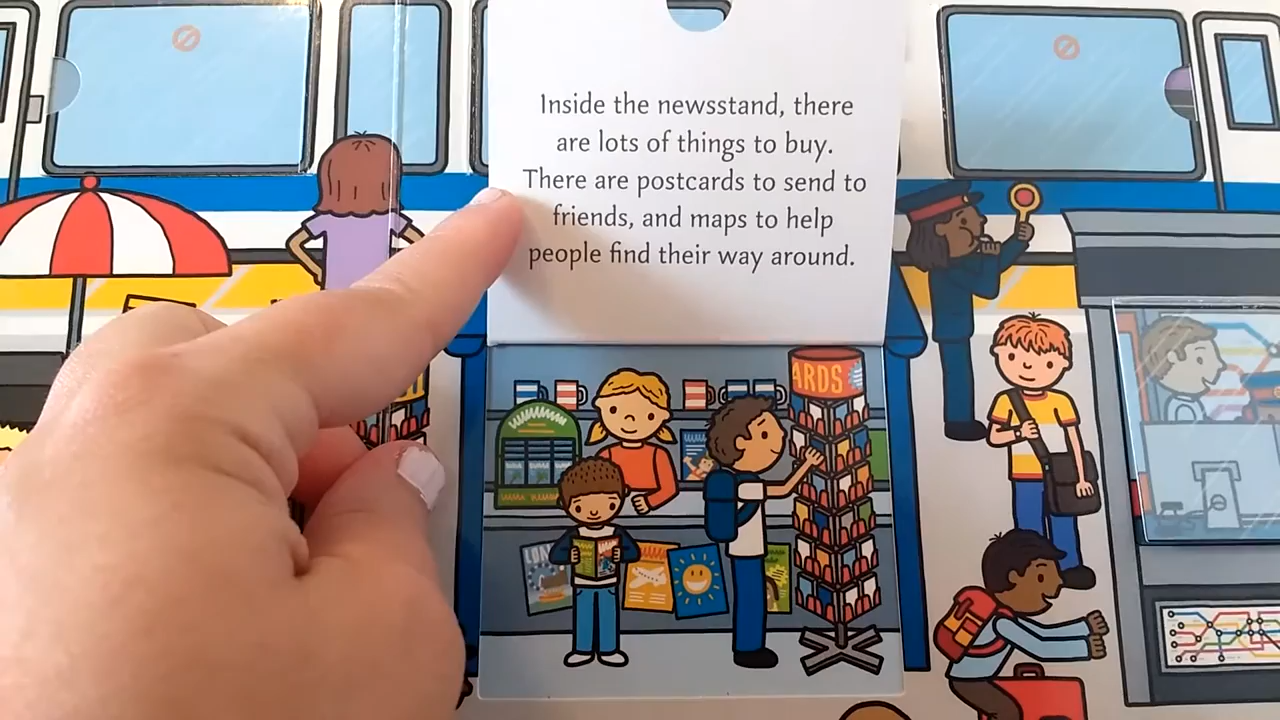 Inside the newsstand, there
are lots of things to buy.
There are postcards to send to
friends, and maps to help
people find their way around.
ARDS